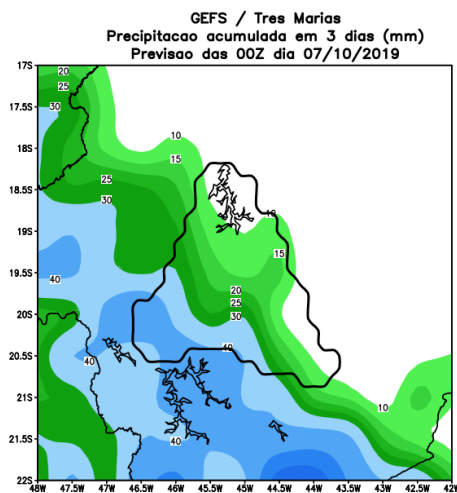 GEFS / Tres Marias
Precipitacao acumulada em 3 dias (mm)
Previsao das 00Z dia 07/10/2019
17S
20
25
30
17.5S
10
18S
15
25
18.5S
30
10
19S
15
19.5S
40
20
25
20S
30
40
20.5S
40
21S
10
21.5S
40
22S
48W 47.5W 47W 46.5W 46W 45.5W 45W 44.5W 44W 43.5W 43W 42.5W 42W